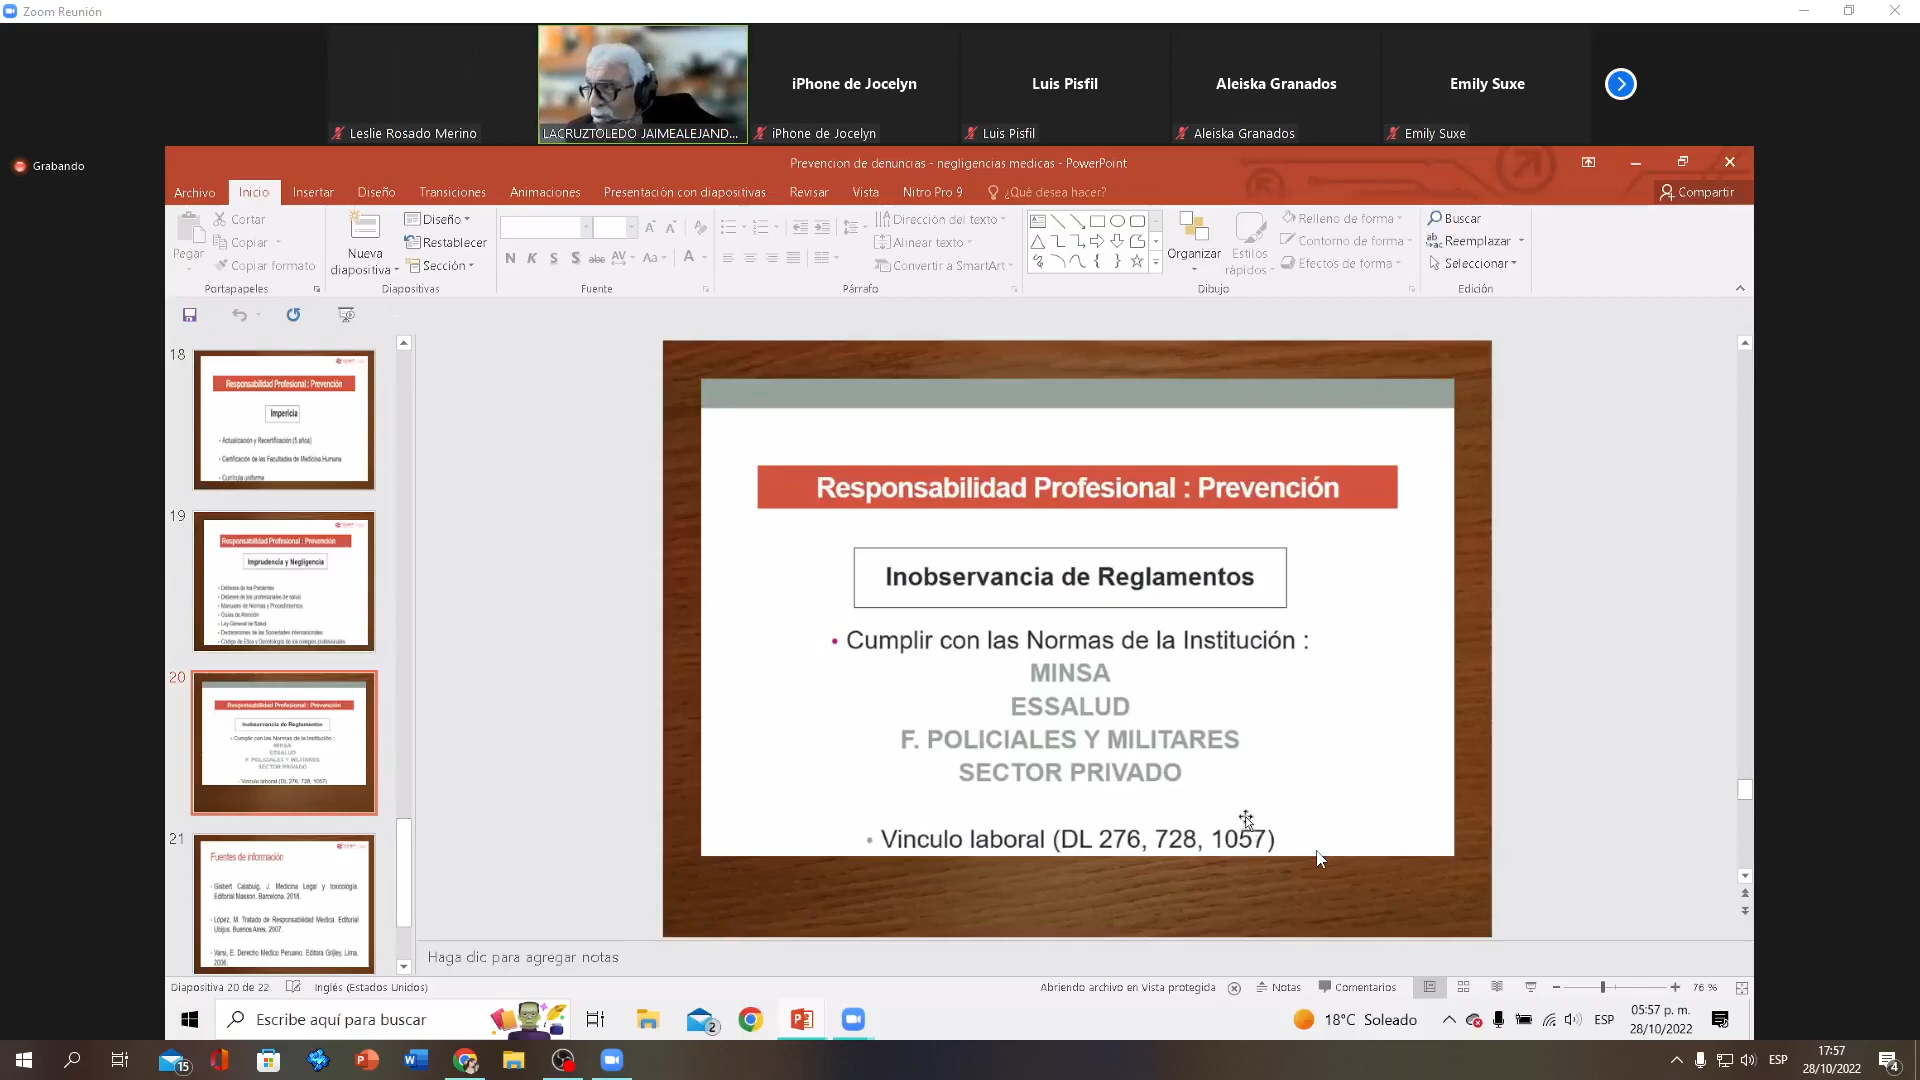 Zoom Reunión
iPhone de Jocelyn
Luis Pisfil
Aleiska Granados
Emily Suxe
Leslie Rosado Merino
LACRUZTOLEDO JAIMEALEJAND...
iPhone de Jocelyn
Luis Pisfil
Aleiska Granados
Emily Suxe
Grabando
Prevencion de denuncias - negligencias medicas - PowerPoint
Archivo Inicio Insertar Diseño Transiciones Animaciones Presentación con diapositivas Revisar Vista Nitro Pro 9 ¿Qué desea hacer? Compartir
Pegar
Cortar
Copiar
Copiar formato
Portapapeles
Nueva diapositiva
Diseño
Restablecer
Sección
Diapositivas
N K S S abc AV Aa A
Fuente
Dirección del texto
Alinear texto
Convertir a SmartArt
Párrafo
Organizar
Estilos rápidos
Relleno de forma
Contorno de forma
Efectos de forma
Dibujo
Buscar
Reemplazar
Seleccionar
Edición
18
Responsabilidad Profesional : Prevención
Impericia
• Actualización y Recertificación (5 años)
• Certificación de las Facultades de Medicina Humana
• Currícula uniforme
19
Responsabilidad Profesional : Prevención
Imprudencia y Negligencia
• Deberes de los Pacientes
• Deberes de los profesionales de salud
• Manuales de Normas y Procedimientos
• Guías de Atención
• Ley General de Salud
• Declaraciones de las Sociedades internacionales
• Código de Ética y Deontología de los colegios profesionales
20
Responsabilidad Profesional : Prevención
Inobservancia de Reglamentos
• Cumplir con las Normas de la Institución :
MINSA
ESSALUD
F. POLICIALES Y MILITARES
SECTOR PRIVADO
• Vinculo laboral (DL 276, 728, 1057)
21
Fuentes de información
• Gisbert Calabuig, J. Medicina Legal y toxicología.
Editorial Masson. Barcelona. 2018.
• López, M. Tratado de Responsabilidad Medica. Editorial
Ubijus. Buenos Aires. 2007.
• Varsi, E. Derecho Medico Peruano. Editora Grijley, Lima.
2006.
Responsabilidad Profesional : Prevención
Inobservancia de Reglamentos
• Cumplir con las Normas de la Institución :
MINSA
ESSALUD
F. POLICIALES Y MILITARES
SECTOR PRIVADO
• Vinculo laboral (DL 276, 728, 1057)
Haga clic para agregar notas
Diapositiva 20 de 22 Inglés (Estados Unidos) Abriendo archivo en Vista protegida Notas Comentarios 76 %
Escribe aquí para buscar
2
18°C Soleado
ESP
05:57 p. m.
28/10/2022
15
ESP
17:57
28/10/2022
4